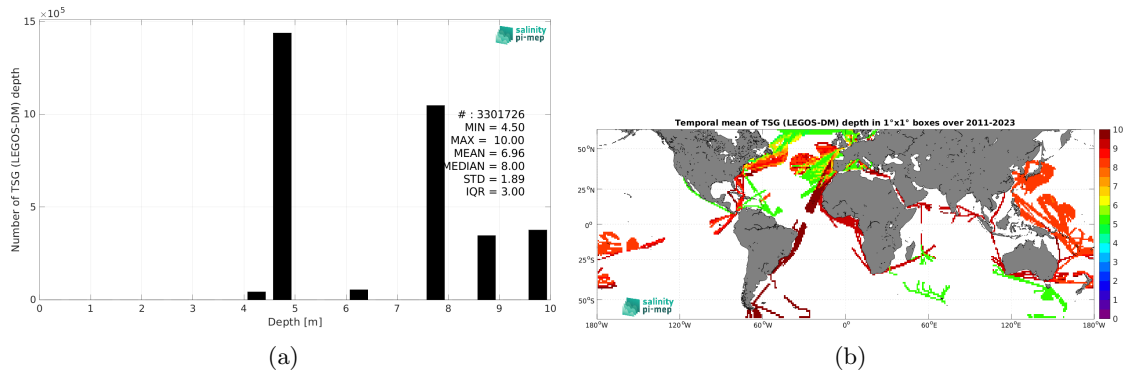 15 ×10^5
10
5
0
Number of TSG (LEGOS-DM) depth
salinity
pi-mep
# : 3301726
MIN = 4.50
MAX = 10.00
MEAN = 6.96
MEDIAN = 8.00
STD = 1.89
IQR = 3.00
0 1 2 3 4 5 6 7 8 9 10
Depth [m]
(a)
Temporal mean of TSG (LEGOS-DM) depth in 1°x1° boxes over 2011-2023
50°N
25°N
0°
25°S
50°S
salinity
pi-mep
180°W 120°W 60°W 0°E 60°E 120°E 180°E
10
9
8
7
6
5
4
3
2
1
0
(b)